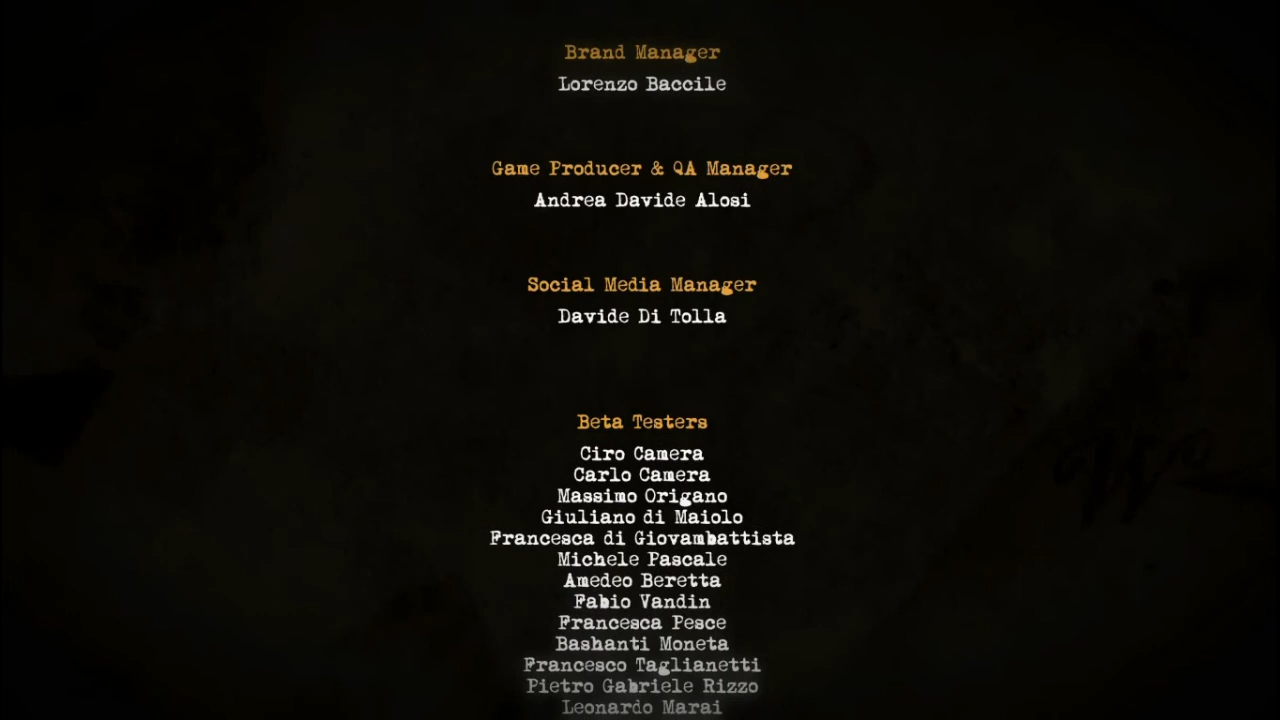 Brand Manager
Lorenzo Baccile
Game Producer & QA Manager
Andrea Davide Alosi
Social Media Manager
Davide Di Tolla
Beta Testers
Ciro Camera
Carlo Camera
Massimo Origano
Giuliano di Maiolo
Francesca di Giovambattista
Michele Pascale
Amedeo Beretta
Fabio Vandin
Francesca Pesce
Bashanti Moneta
Francesco Taglianetti
Pietro Gabriele Rizzo
Leonardo Marai